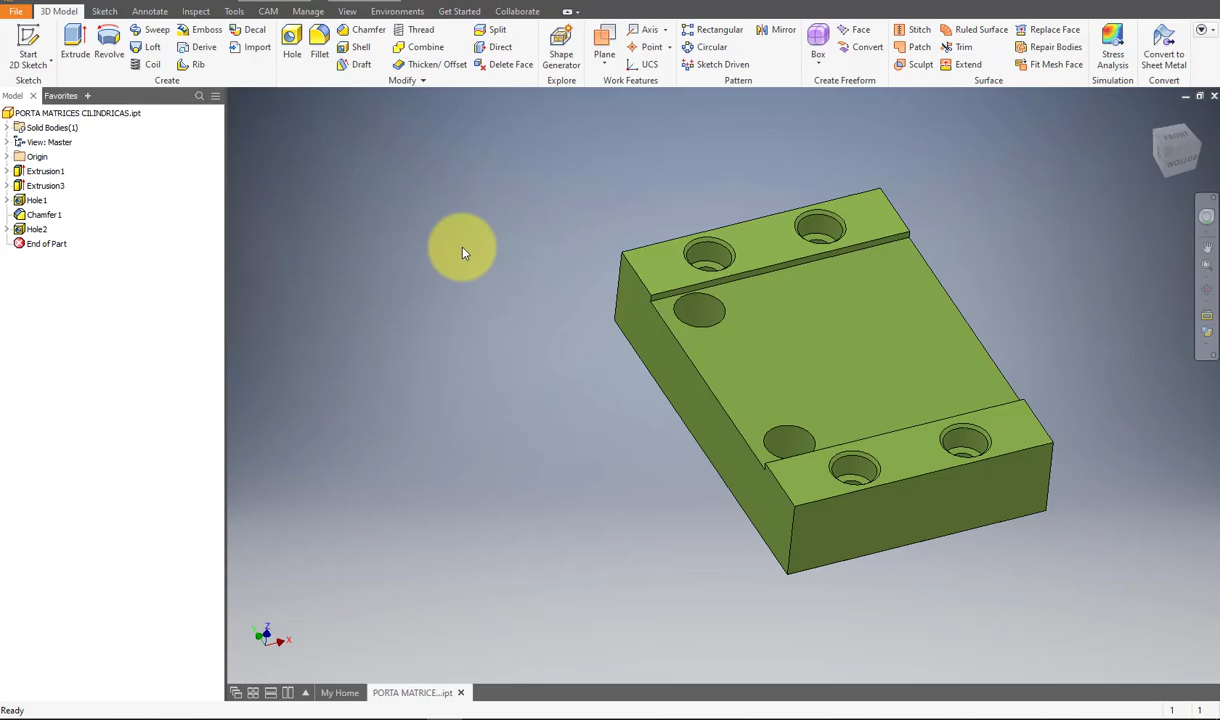 File 3D Model Sketch Annotate Inspect Tools CAM Manage View Environments Get Started Collaborate
Start 2D Sketch
Extrude
Revolve
Sweep Emboss Decal
Loft Derive Import
Coil Rib
Hole
Fillet
Chamfer Thread Split
Shell Combine Direct
Draft Thicken/ Offset Delete Face
Shape Generator
Plane
Axis
Point
UCS
Rectangular Mirror
Circular
Sketch Driven
Box
Face
Convert
Stitch Ruled Surface Replace Face
Patch Trim Repair Bodies
Sculpt Extend Fit Mesh Face
Stress Analysis
Convert to Sheet Metal
Sketch Create Modify Explore Work Features Pattern Create Freeform Surface Simulation Convert
Model Favorites
PORTA MATRICES CILINDRICAS.ipt
Solid Bodies(1)
View: Master
Origin
Extrusion1
Extrusion3
Hole1
Chamfer1
Hole2
End of Part
FRONT
Z
Y
X
My Home PORTA MATRICE...ipt
Ready 1 1